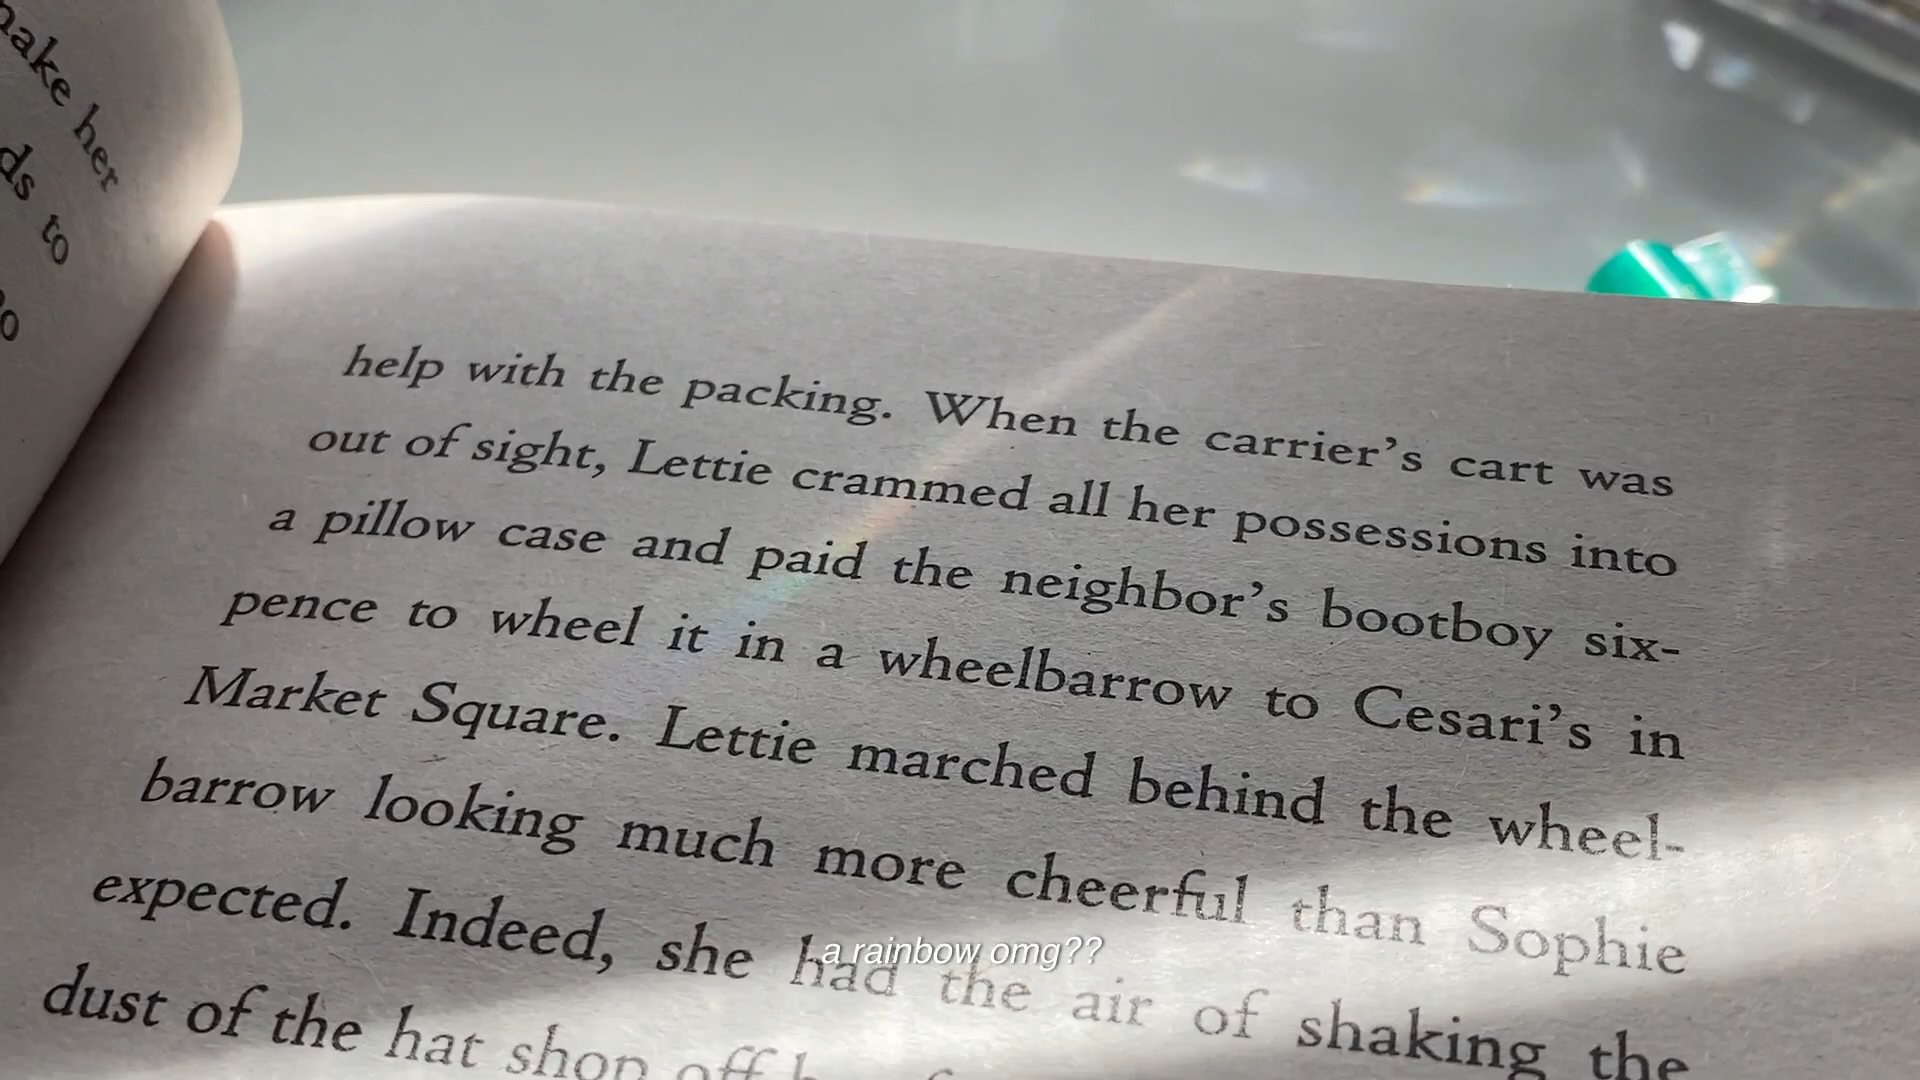 make her
ds to
o
help with the packing. When the carrier's cart was
out of sight, Lettie crammed all her possessions into
a pillow case and paid the neighbor's bootboy six-
pence to wheel it in a wheelbarrow to Cesari's in
Market Square. Lettie marched behind the wheel-
barrow looking much more cheerful than Sophie
expected. Indeed, she had the air of shaking the
dust of the hat shop off
a rainbow omg??